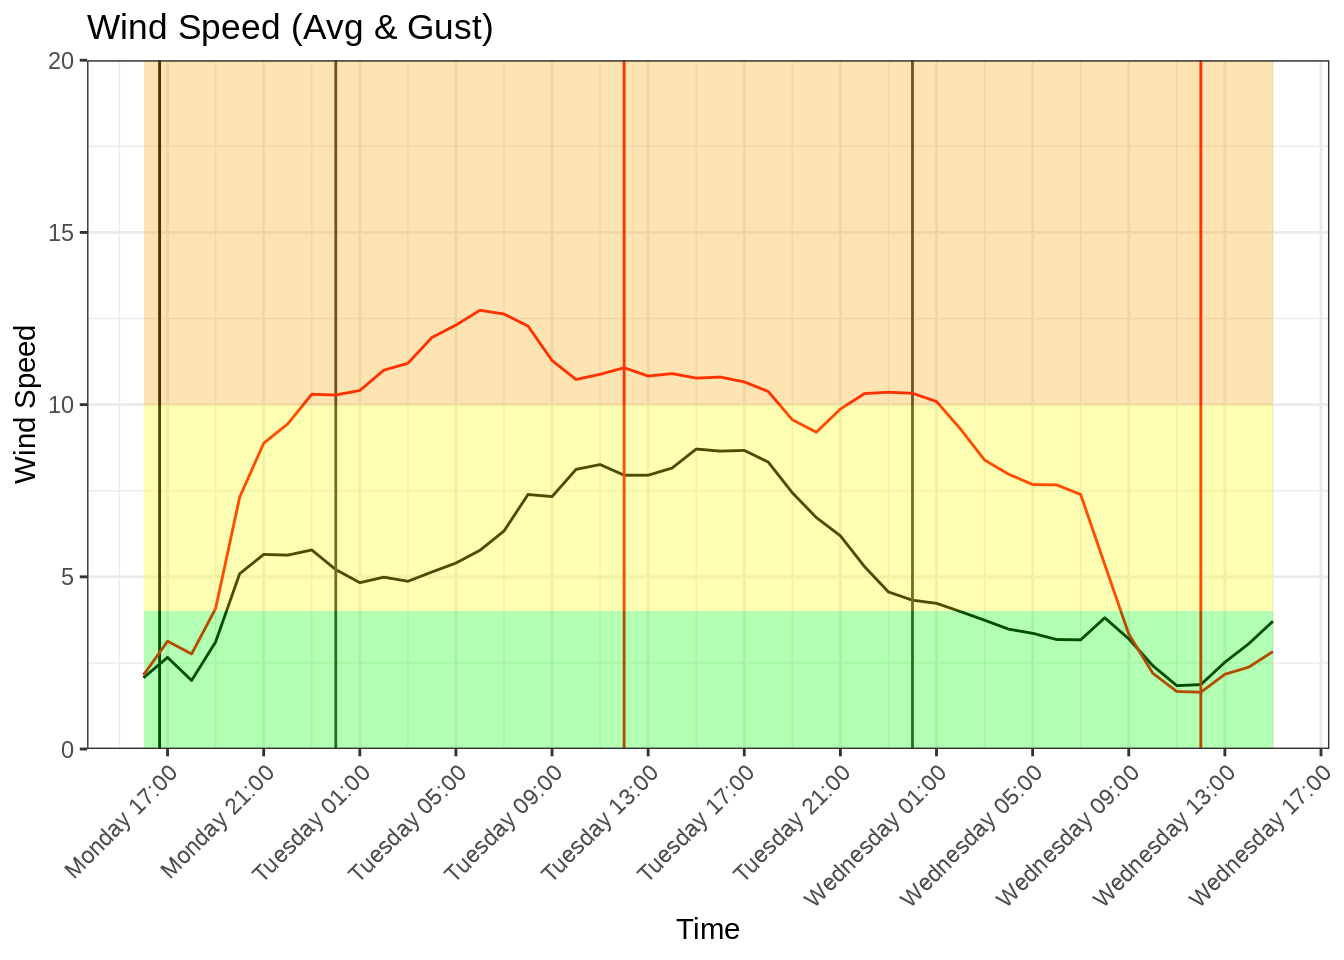 Wind Speed (Avg & Gust)
20
15
10
5
0
Wind Speed
Monday 17:00
Monday 21:00
Tuesday 01:00
Tuesday 05:00
Tuesday 09:00
Tuesday 13:00
Tuesday 17:00
Tuesday 21:00
Wednesday 01:00
Wednesday 05:00
Wednesday 09:00
Wednesday 13:00
Wednesday 17:00
Time